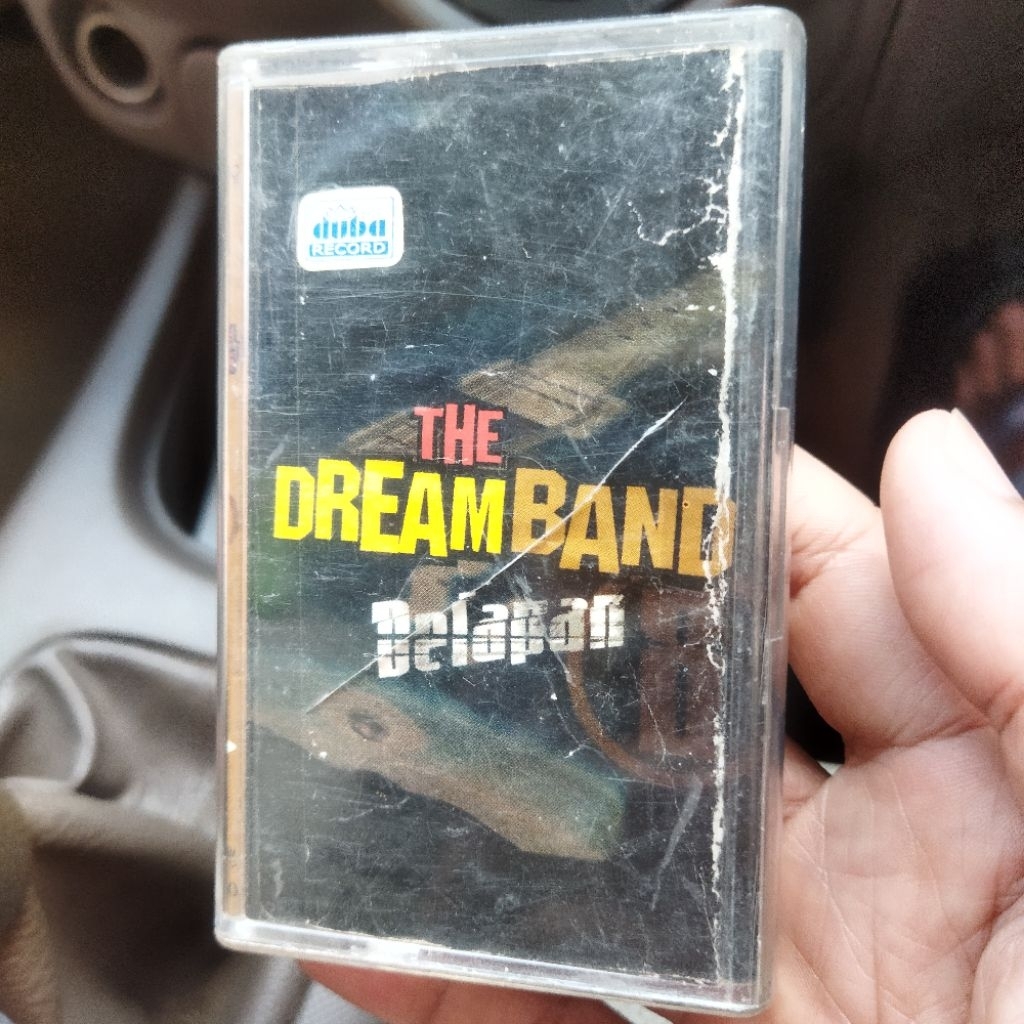 duba
RECORD
THE
DREAM BAND
Delapan